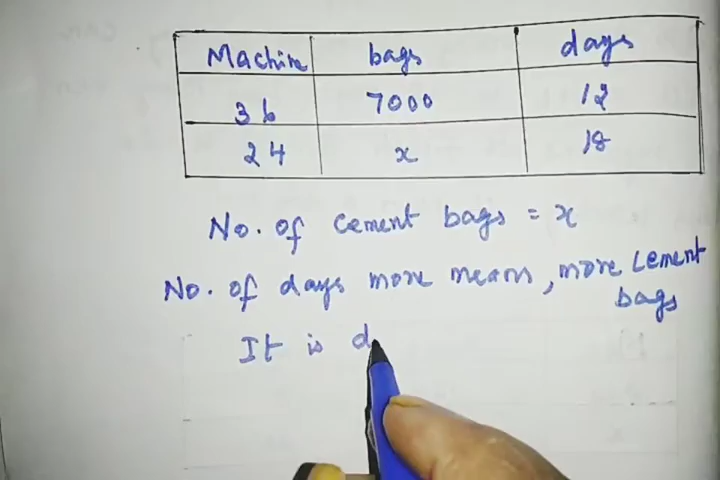 Machine bags days
36 7000 12
24 x 18
No. of cement bags = x
No. of days more means, more cement
bags
It is d